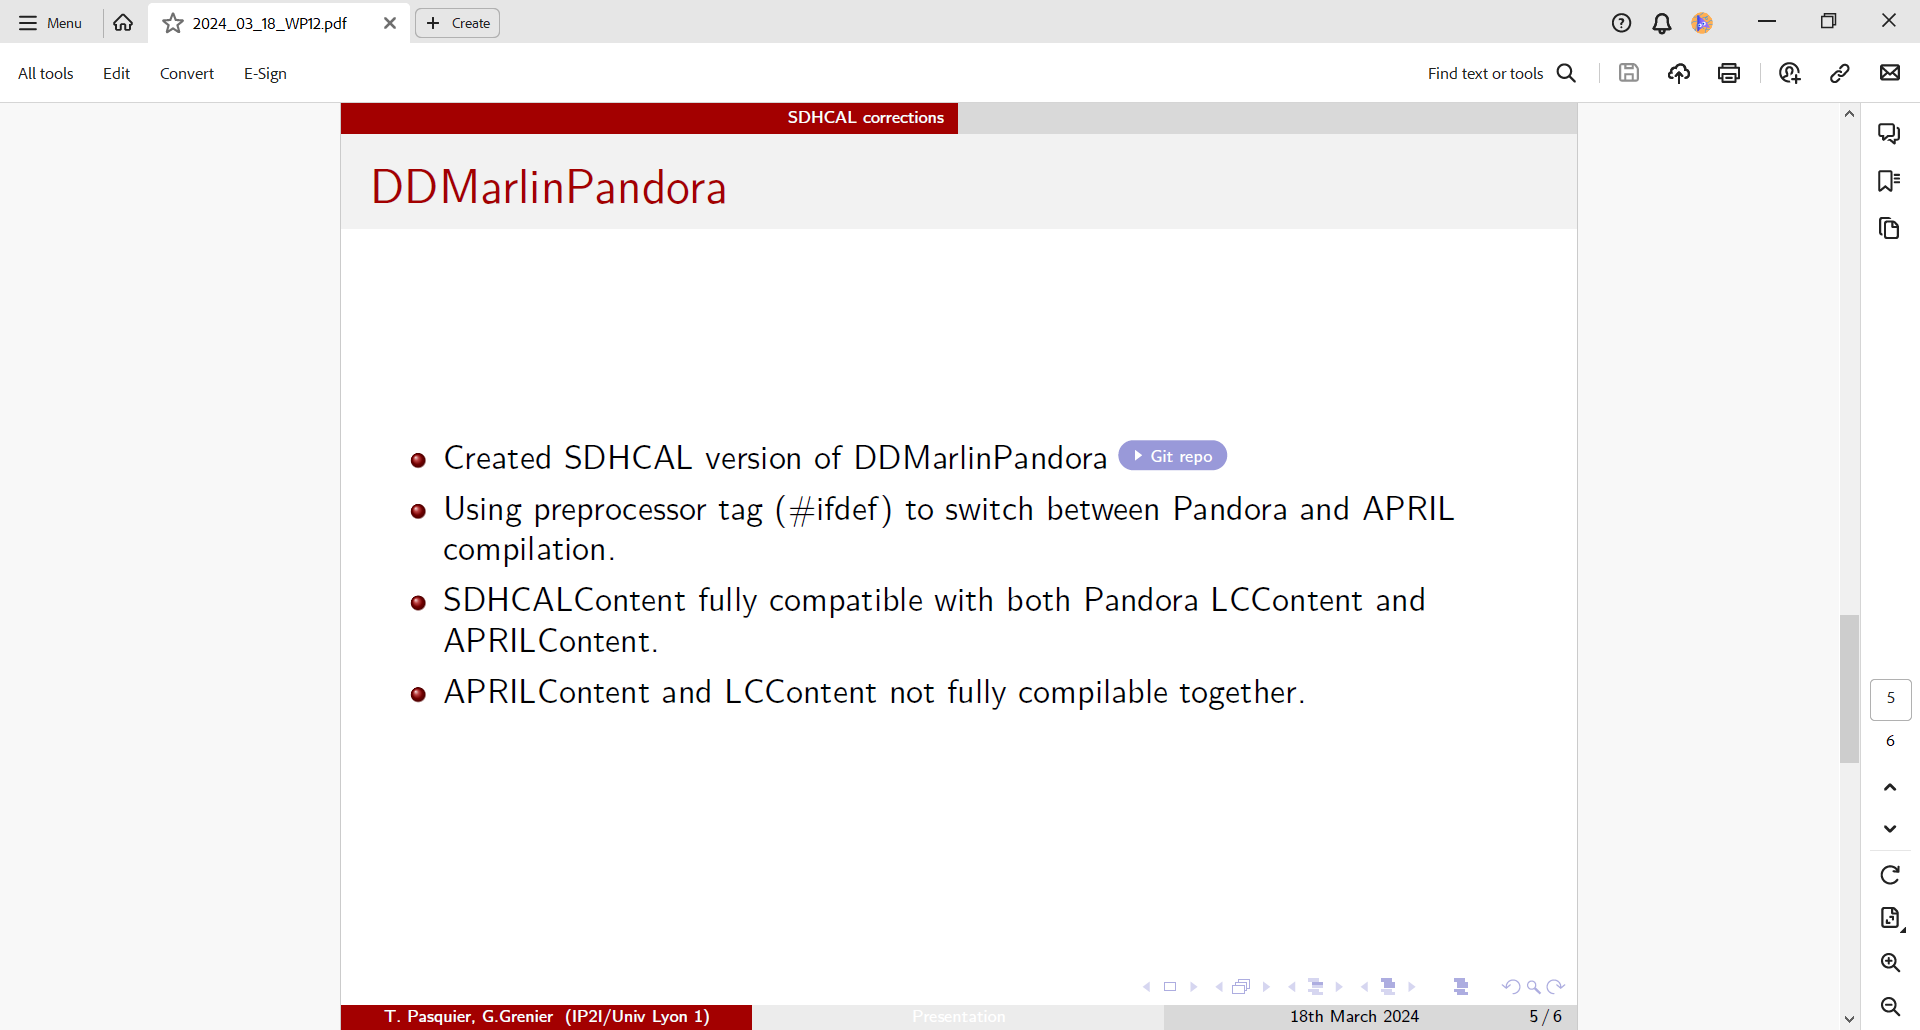 Menu
2024_03_18_WP12.pdf
Create
All tools
Edit
Convert
E-Sign
Find text or tools
SDHCAL corrections
DDMarlinPandora
Created SDHCAL version of DDMarlinPandora Git repo
Using preprocessor tag (#ifdef) to switch between Pandora and APRIL
compilation.
SDHCALContent fully compatible with both Pandora LCContent and
APRILContent.
APRILContent and LCContent not fully compilable together.
5
6
T. Pasquier, G.Grenier (IP2I/Univ Lyon 1)
Presentation
18th March 2024
5 / 6